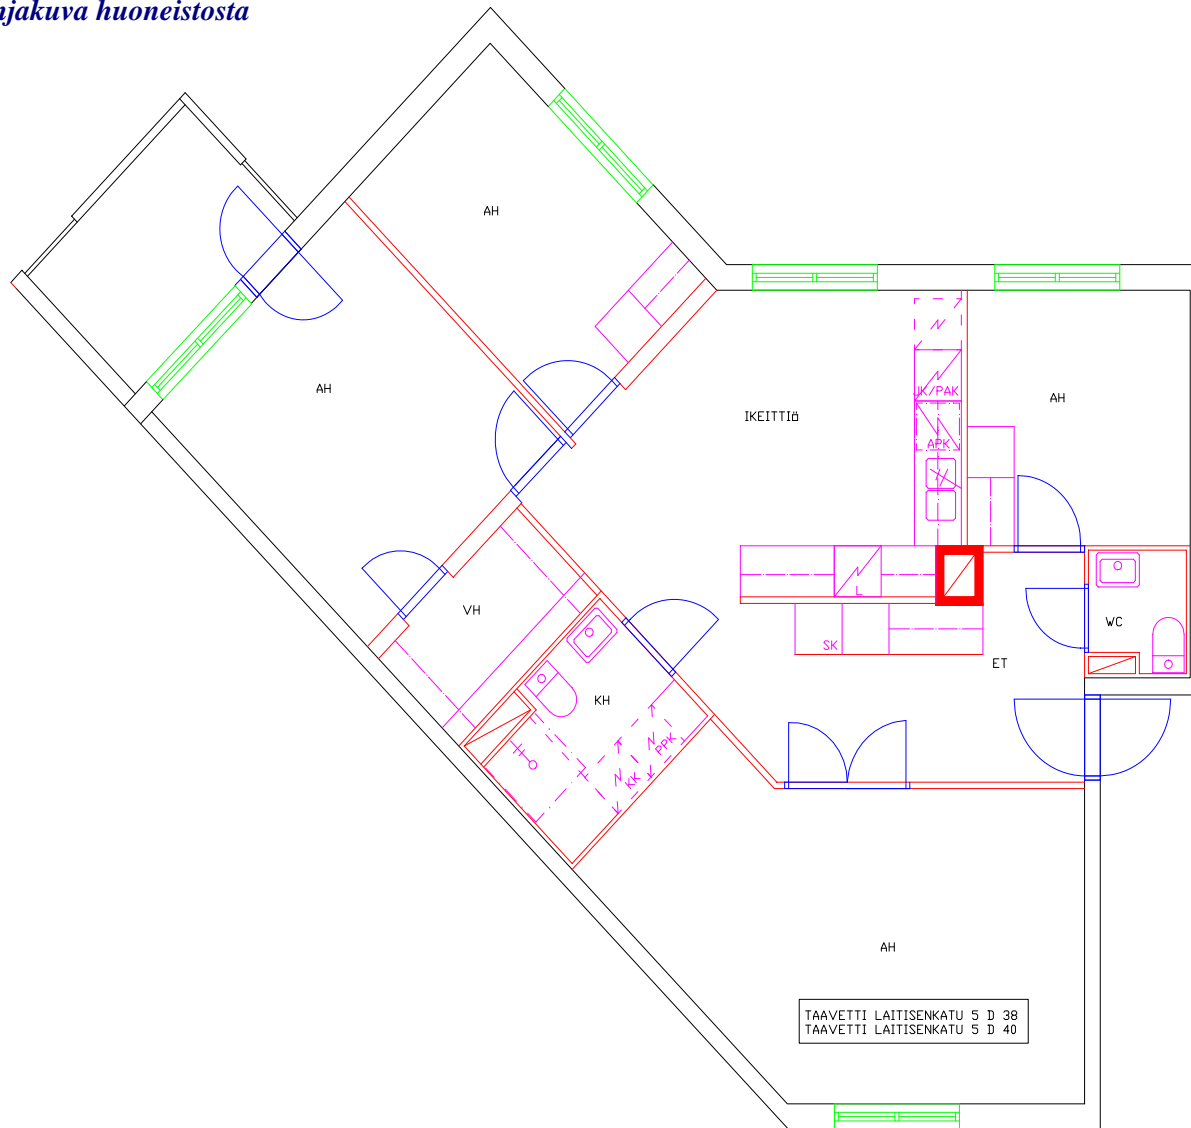 huoneistosta
AH
AH
IKEITTIÖ
JK/PAK
APK
AH
L
VH
SK
WC
ET
KH
PPK
KK
AH
TAAVETTI LAITISENKATU 5 D 38
TAAVETTI LAITISENKATU 5 D 40